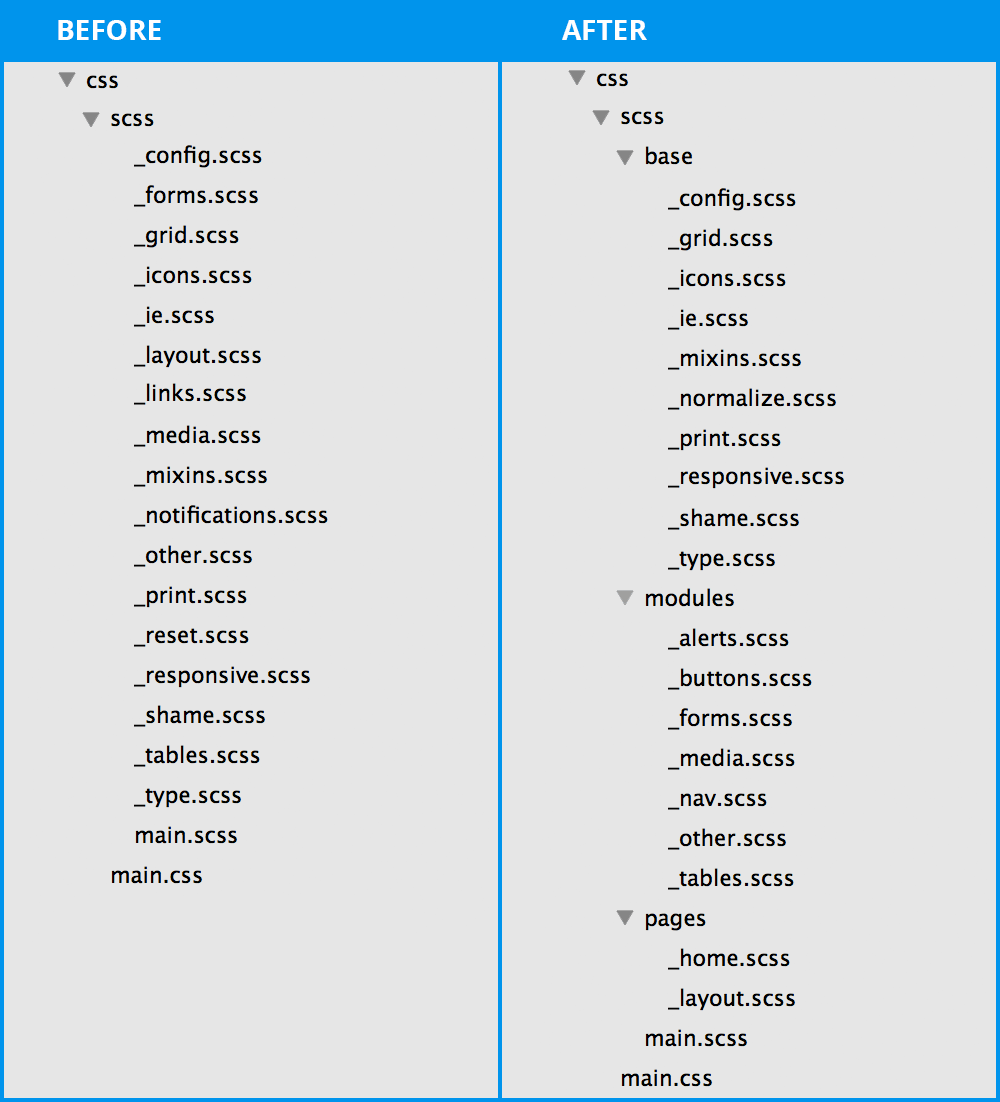 BEFORE
css
scss
_config.scss
_forms.scss
_grid.scss
_icons.scss
_ie.scss
_layout.scss
_links.scss
_media.scss
_mixins.scss
_notifications.scss
_other.scss
_print.scss
_reset.scss
_responsive.scss
_shame.scss
_tables.scss
_type.scss
main.scss
main.css
AFTER
css
scss
base
_config.scss
_grid.scss
_icons.scss
_ie.scss
_mixins.scss
_normalize.scss
_print.scss
_responsive.scss
_shame.scss
_type.scss
modules
_alerts.scss
_buttons.scss
_forms.scss
_media.scss
_nav.scss
_other.scss
_tables.scss
pages
_home.scss
_layout.scss
main.scss
main.css